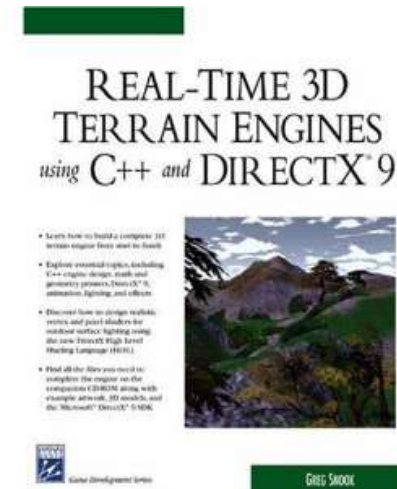 REAL-TIME 3D
TERRAIN ENGINES
using C++ and DIRECTX® 9
• Learn how to build a complete 3D
terrain engine from start to finish
• Explore essential topics, including
C++ engine design, math and
geometry primers, DirectX® 9,
animation, lighting, and effects
• Discover how to design realistic
vertex and pixel shaders for
outdoor surface lighting using
the new DirectX High Level
Shading Language (HLSL)
• Find all the files you need to
complete the engine on the
companion CD-ROM along with
example artwork, 3D models, and
the Microsoft® DirectX® 9 SDK
Game Development Series
GREG SNOOK